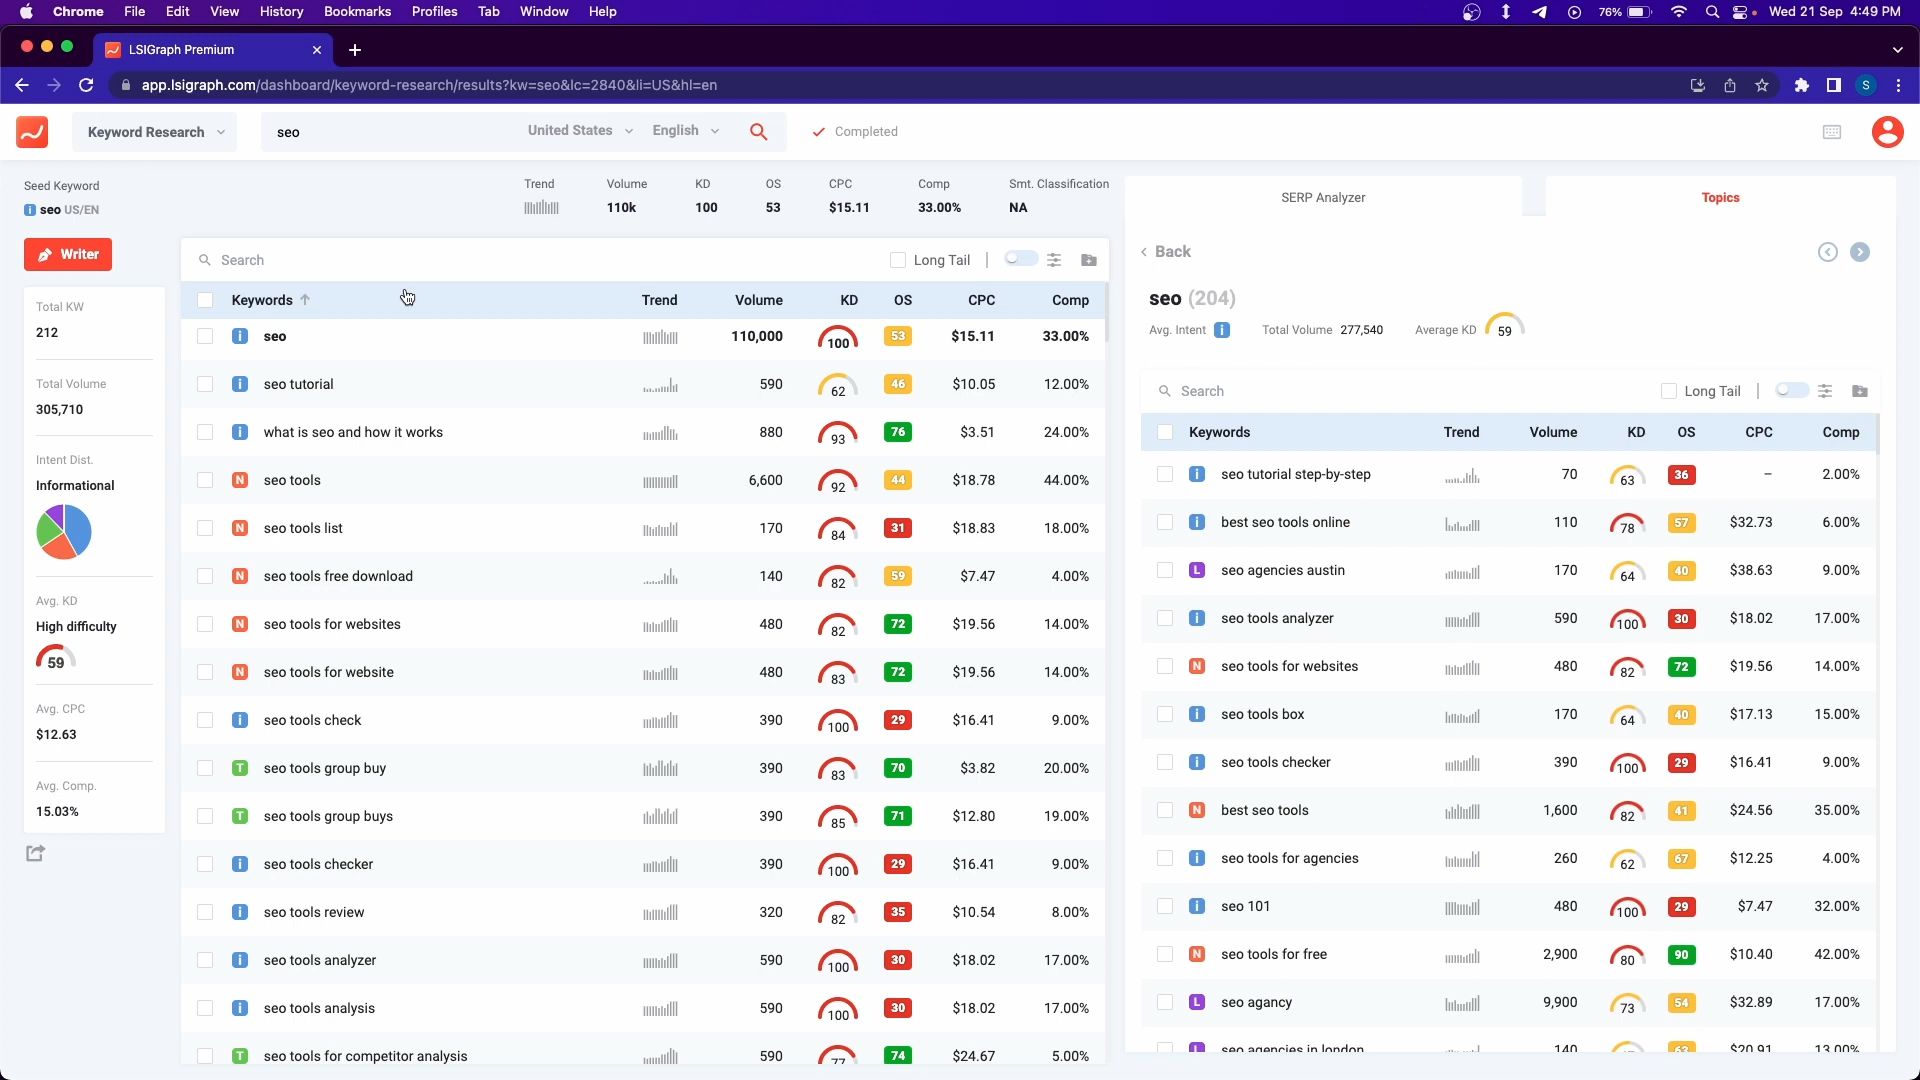 Chrome File Edit View History Bookmarks Profiles Tab Window Help 76% Wed 21 Sep 4:49 PM
LSIGraph Premium
app.lsigraph.com/dashboard/keyword-research/results?kw=seo&lc=2840&li=US&hl=en S
Keyword Research seo United States English Completed
Seed Keyword
i seo US/EN
Trend Volume KD OS CPC Comp Smt. Classification
110k 100 53 $15.11 33.00% NA
Writer
Total KW
212
Total Volume
305,710
Intent Dist.
Informational
Avg. KD
High difficulty
59
Avg. CPC
$12.63
Avg. Comp.
15.03%
Search Long Tail
Keywords Trend Volume KD OS CPC Comp
i seo 110,000 100 53 $15.11 33.00%
i seo tutorial 590 62 46 $10.05 12.00%
i what is seo and how it works 880 93 76 $3.51 24.00%
N seo tools 6,600 92 44 $18.78 44.00%
N seo tools list 170 84 31 $18.83 18.00%
N seo tools free download 140 82 59 $7.47 4.00%
N seo tools for websites 480 82 72 $19.56 14.00%
N seo tools for website 480 83 72 $19.56 14.00%
i seo tools check 390 100 29 $16.41 9.00%
T seo tools group buy 390 83 70 $3.82 20.00%
T seo tools group buys 390 85 71 $12.80 19.00%
i seo tools checker 390 100 29 $16.41 9.00%
i seo tools review 320 82 35 $10.54 8.00%
i seo tools analyzer 590 100 30 $18.02 17.00%
i seo tools analysis 590 100 30 $18.02 17.00%
T seo tools for competitor analysis 590 77 74 $24.67 5.00%
SERP Analyzer Topics
Back
seo (204)
Avg. Intent i Total Volume 277,540 Average KD 59
Search Long Tail
Keywords Trend Volume KD OS CPC Comp
i seo tutorial step-by-step 70 63 36 – 2.00%
i best seo tools online 110 78 57 $32.73 6.00%
L seo agencies austin 170 64 40 $38.63 9.00%
i seo tools analyzer 590 100 30 $18.02 17.00%
N seo tools for websites 480 82 72 $19.56 14.00%
i seo tools box 170 64 40 $17.13 15.00%
i seo tools checker 390 100 29 $16.41 9.00%
N best seo tools 1,600 82 41 $24.56 35.00%
i seo tools for agencies 260 62 67 $12.25 4.00%
i seo 101 480 100 29 $7.47 32.00%
N seo tools for free 2,900 80 90 $10.40 42.00%
L seo agancy 9,900 73 54 $32.89 17.00%
L seo agencies in london 140 63 $20.91 13.00%